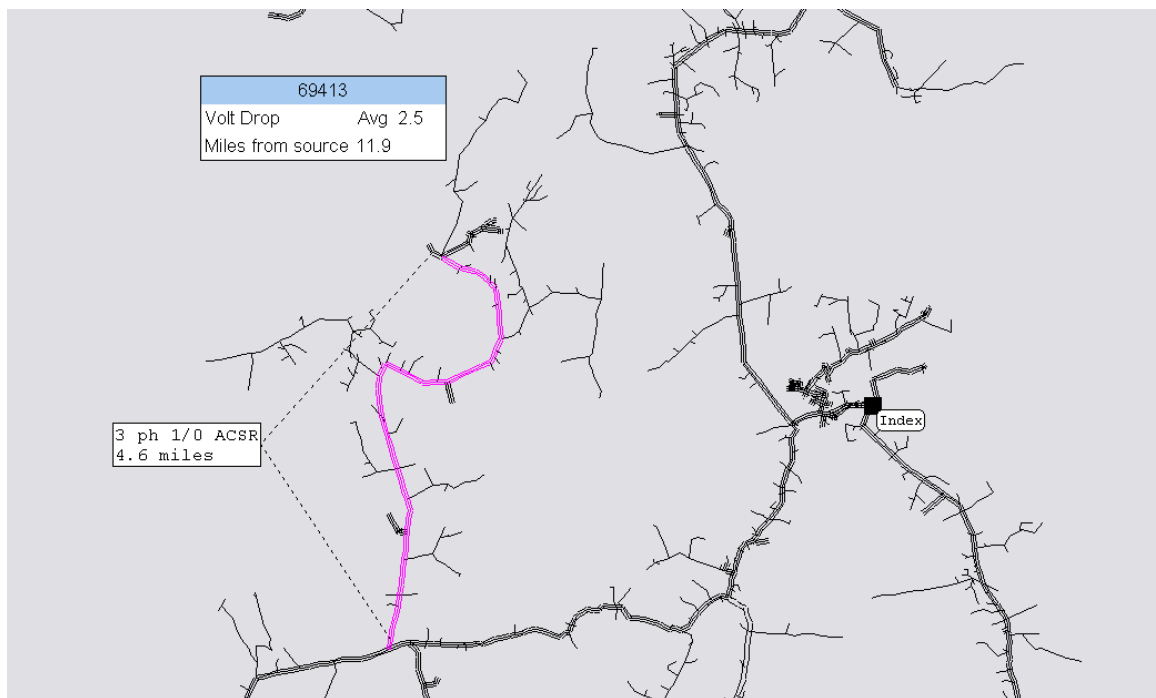 69413
Volt Drop Avg 2.5
Miles from source 11.9
3 ph 1/0 ACSR
4.6 miles
Index